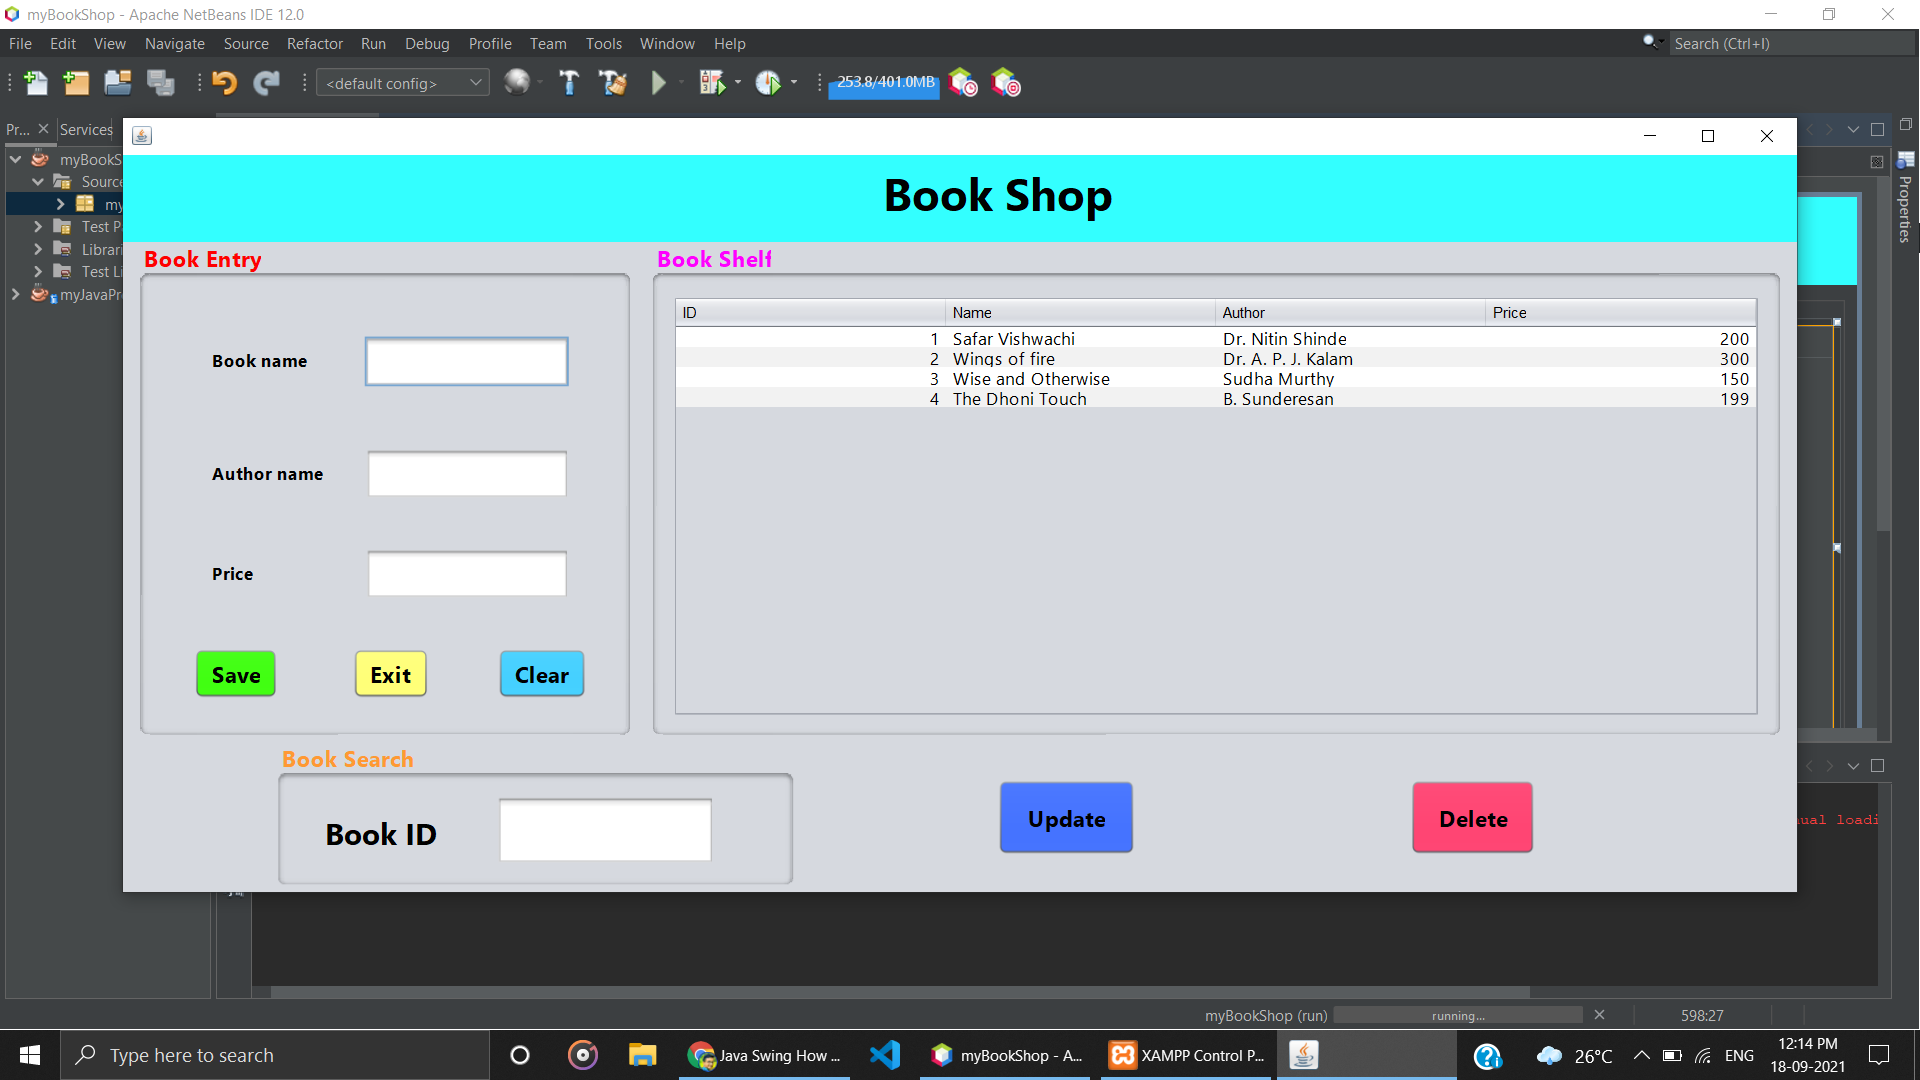 myBookShop - Apache NetBeans IDE 12.0
File Edit View Navigate Source Refactor Run Debug Profile Team Tools Window Help
Search (Ctrl+I)
<default config>
253.8/401.0MB
Pr... Services
myBookS
Source
my
Test P
Librari
Test Li
myJavaPr
Properties
Book Shop
Book Entry
Book name
Author name
Price
Save Exit Clear
Book Shelf
ID Name Author Price
1 Safar Vishwachi Dr. Nitin Shinde 200
2 Wings of fire Dr. A. P. J. Kalam 300
3 Wise and Otherwise Sudha Murthy 150
4 The Dhoni Touch B. Sunderesan 199
Book Search
Book ID
Update
Delete
ual loadi
myBookShop (run) running... 598:27
Type here to search
Java Swing How ...
myBookShop - A...
XAMPP Control P...
26°C
ENG
12:14 PM
18-09-2021